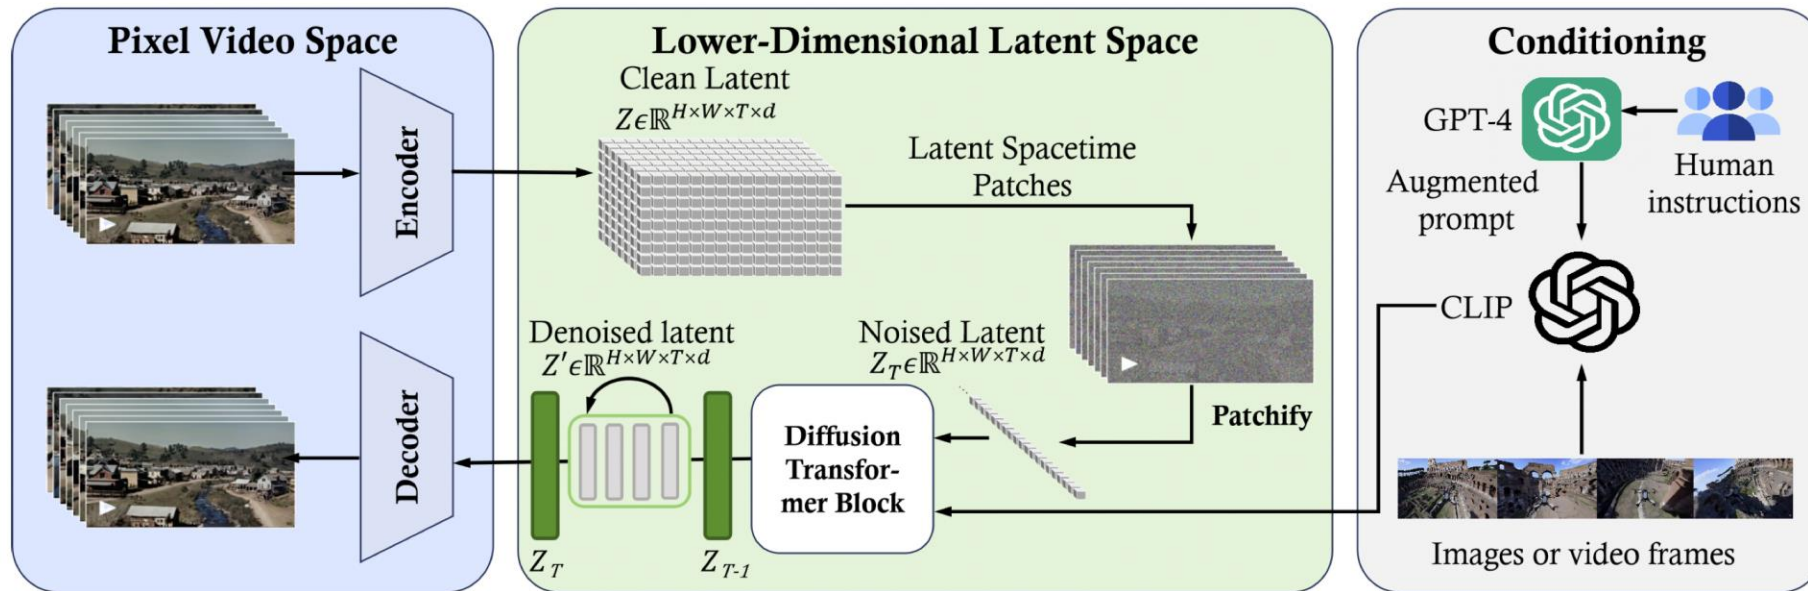 Pixel Video Space
Encoder
Decoder
Lower-Dimensional Latent Space
Clean Latent
Z∈ℝ^{H×W×T×d}
Latent Spacetime
Patches
Denoised latent
Z′∈ℝ^{H×W×T×d}
Noised Latent
Z_T∈ℝ^{H×W×T×d}
Patchify
Diffusion
Transfor-
mer Block
Z_T
Z_{T-1}
Conditioning
GPT-4
Human
instructions
Augmented
prompt
CLIP
Images or video frames